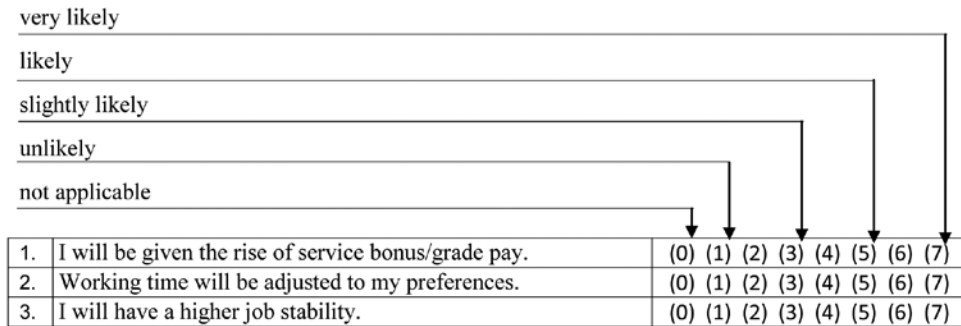 very likely
likely
slightly likely
unlikely
not applicable
1. I will be given the rise of service bonus/grade pay. (0) (1) (2) (3) (4) (5) (6) (7)
2. Working time will be adjusted to my preferences. (0) (1) (2) (3) (4) (5) (6) (7)
3. I will have a higher job stability. (0) (1) (2) (3) (4) (5) (6) (7)